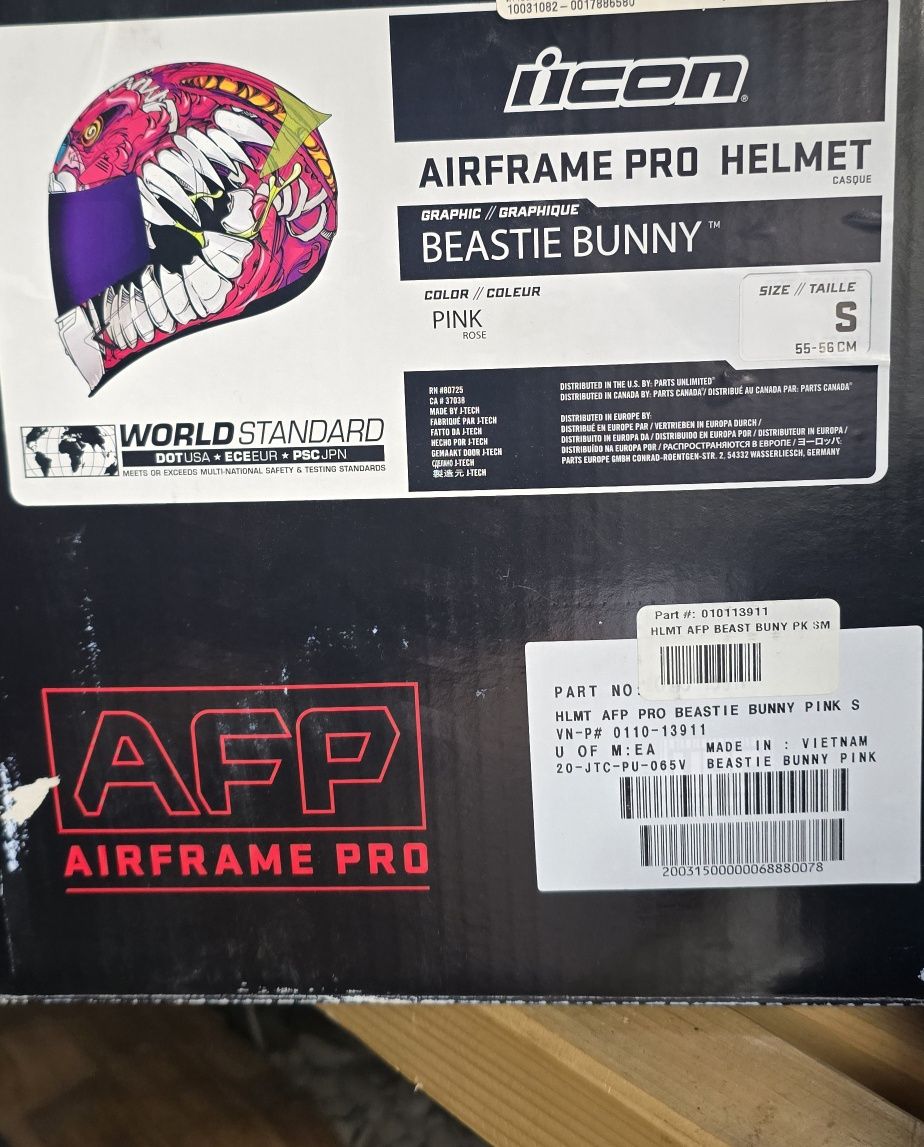 10031082-0017886580
icon®
AIRFRAME PRO HELMET
CASQUE
GRAPHIC // GRAPHIQUE
BEASTIE BUNNY™
COLOR // COULEUR
PINK
ROSE
SIZE // TAILLE
S
55-56 CM
WORLD STANDARD
DOTUSA ★ ECEEUR ★ PSCJPN
MEETS OR EXCEEDS MULTI-NATIONAL SAFETY & TESTING STANDARDS
RN #80725
CA # 37038
MADE BY J-TECH
FABRIQUÉ PAR J-TECH
FATTO DA J-TECH
HECHO POR J-TECH
GEMAAKT DOOR J-TECH
СДЕЛАНО J-TECH
製造元 J-TECH
DISTRIBUTED IN THE U.S. BY: PARTS UNLIMITED®
DISTRIBUTED IN CANADA BY: PARTS CANADA®/ DISTRIBUÉ AU CANADA PAR: PARTS CANADA®
DISTRIBUTED IN EUROPE BY:
DISTRIBUÉ EN EUROPE PAR / VERTRIEBEN IN EUROPA DURCH /
DISTRIBUITO IN EUROPA DA / DISTRIBUIDO EN EUROPA POR / DISTRIBUTEUR IN EUROPA /
DISTRIBUÍDO NA EUROPA POR / РАСПРОСТРАНЯЮТСЯ В ЕВРОПЕ / ヨーロッパ:
PARTS EUROPE GMBH CONRAD-ROENTGEN-STR. 2, 54332 WASSERLIESCH, GERMANY
AFP
AIRFRAME PRO
Part #: 010113911
HLMT AFP BEAST BUNY PK SM
PART NO:
HLMT AFP PRO BEASTIE BUNNY PINK S
VN-P# 0110-13911
U OF M:EA MADE IN : VIETNAM
20-JTC-PU-065V BEASTIE BUNNY PINK
20031500000068880078